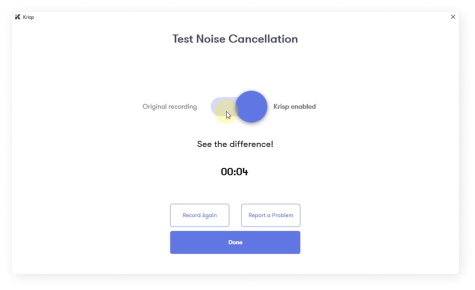 Krisp
Test Noise Cancellation
Original recording
Krisp enabled
See the difference!
00:04
Record Again
Report a Problem
Done